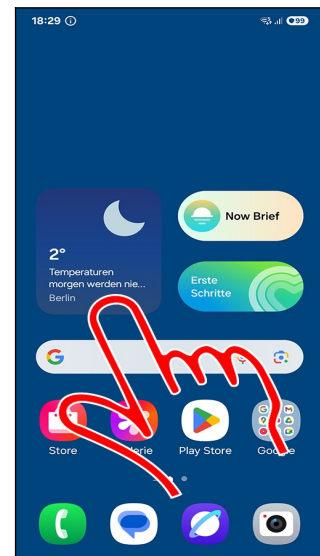 18:29
99
Now Brief
2°
Temperaturen
morgen werden nie...
Berlin
Erste
Schritte
G
Store
Play Store